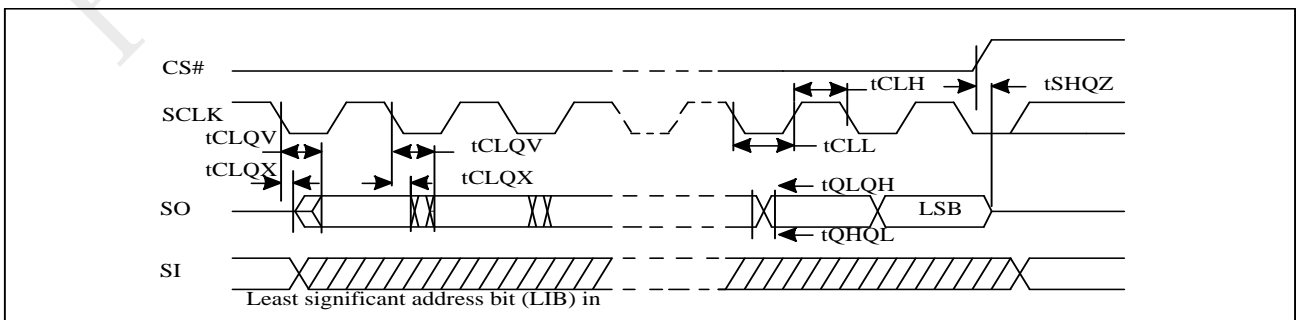 CS#
tCLH
tSHQZ
SCLK
tCLQV
tCLQV
tCLL
tCLQX
tCLQX
tQLQH
SO
LSB
tQHQL
SI
Least significant address bit (LIB) in